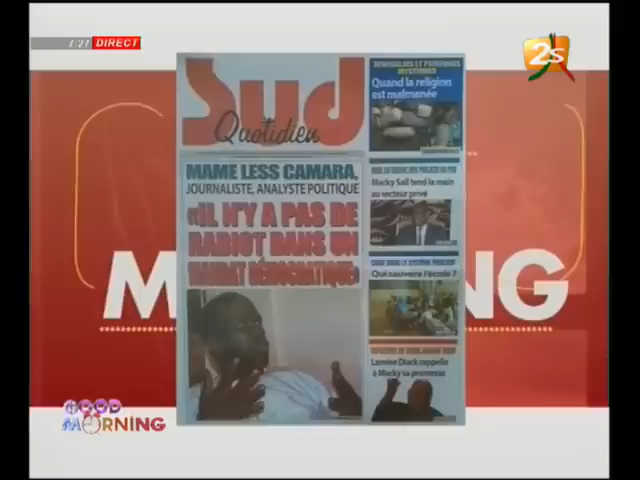 7:27 DIRECT
2s
Sud
Quotidien
MAME LESS CAMARA,
JOURNALISTE, ANALYSTE POLITIQUE
«IL N'Y A PAS DE
RABIOT DANS UN
MANDAT DÉMOCRATIQUE»
MYSTERES
Quand la religion
est malmenée
Macky Sall tend la main
au secteur privé
Qui sauvera l'école ?
Lamine Diack rappelle
à Macky sa promesse
M NG
GOOD
MORNING